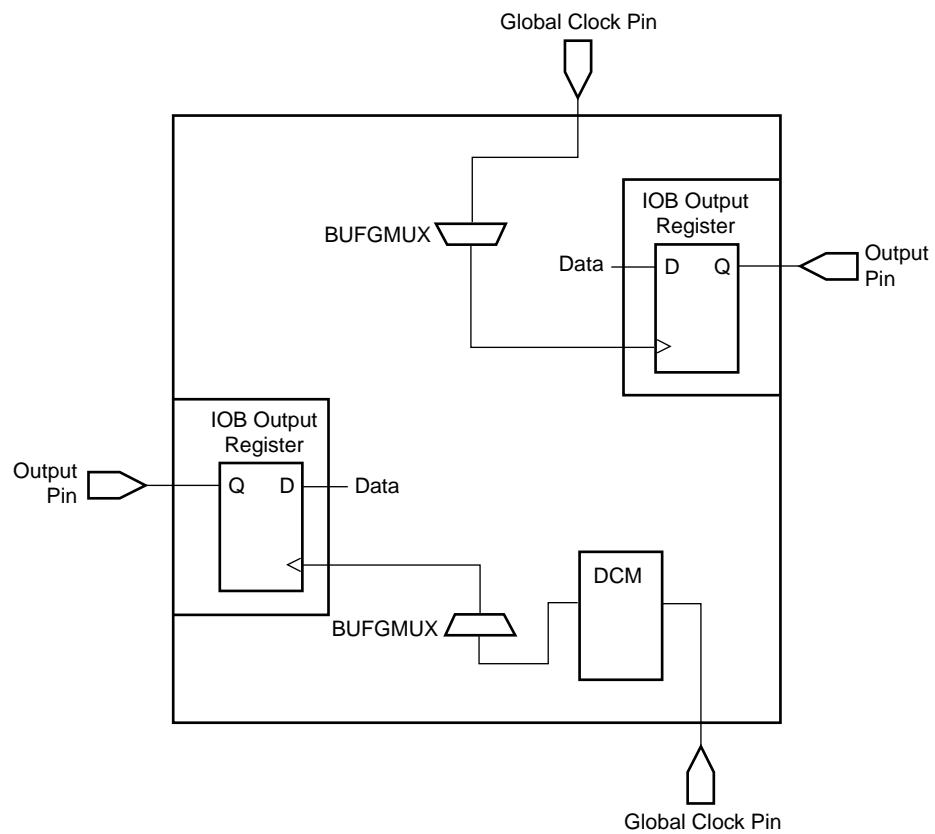 Global Clock Pin
IOB Output
Register
BUFGMUX
Data
D
Q
Output
Pin
IOB Output
Register
Output
Pin
Q
D
Data
DCM
BUFGMUX
Global Clock Pin